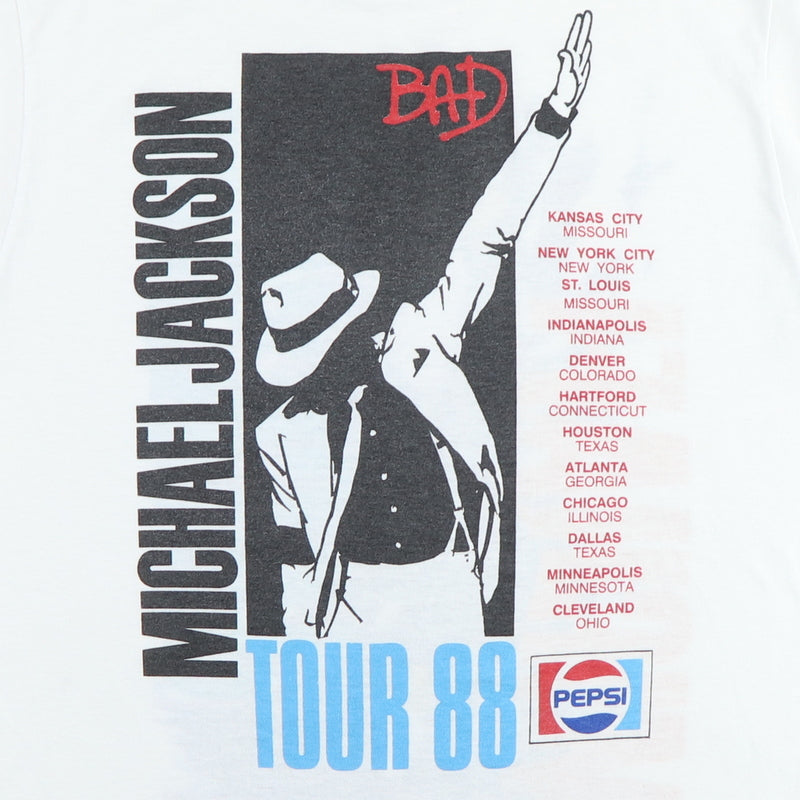 MICHAEL JACKSON
BAD
KANSAS CITY
MISSOURI
NEW YORK CITY
NEW YORK
ST. LOUIS
MISSOURI
INDIANAPOLIS
INDIANA
DENVER
COLORADO
HARTFORD
CONNECTICUT
HOUSTON
TEXAS
ATLANTA
GEORGIA
CHICAGO
ILLINOIS
DALLAS
TEXAS
MINNEAPOLIS
MINNESOTA
CLEVELAND
OHIO
TOUR 88
PEPSI